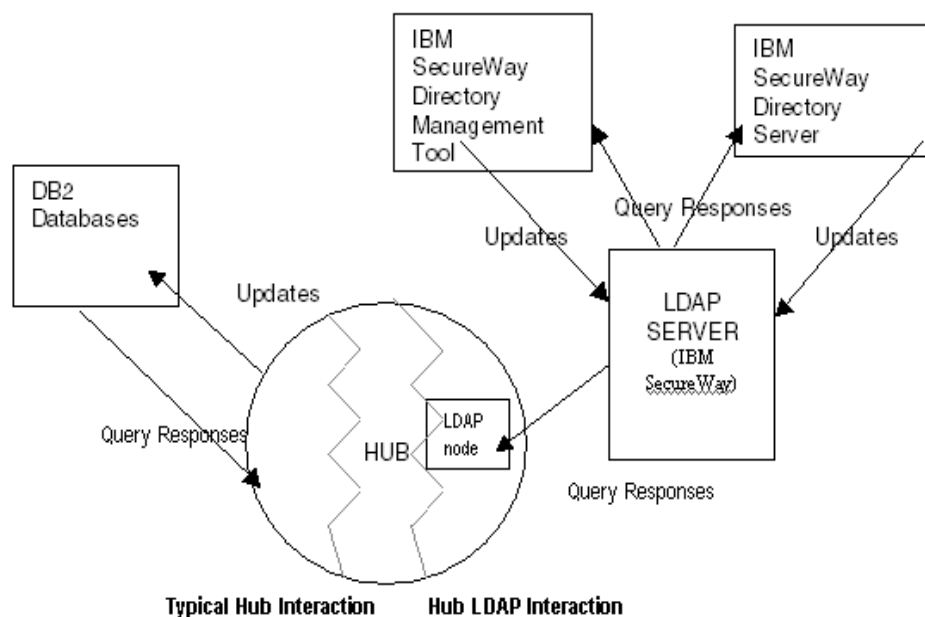 IBM
SecureWay
Directory
Management
Tool
IBM
SecureWay
Directory
Server
DB2
Databases
Query Responses
Updates
Updates
Updates
LDAP
SERVER
(IBM
SecureWay)
LDAP
node
HUB
Query Responses
Query Responses
Typical Hub Interaction
Hub LDAP Interaction